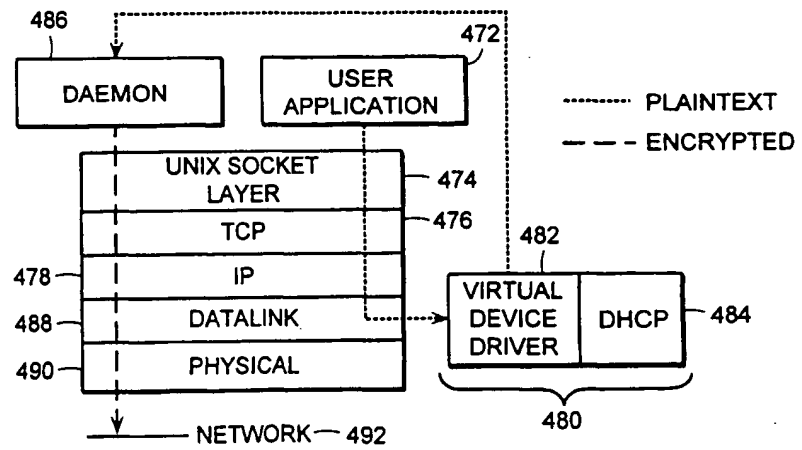 486
472
DAEMON
USER
APPLICATION
PLAINTEXT
ENCRYPTED
UNIX SOCKET
LAYER
474
TCP
476
482
478
IP
VIRTUAL
DEVICE
DRIVER
DHCP
484
488
DATALINK
490
PHYSICAL
480
NETWORK
492